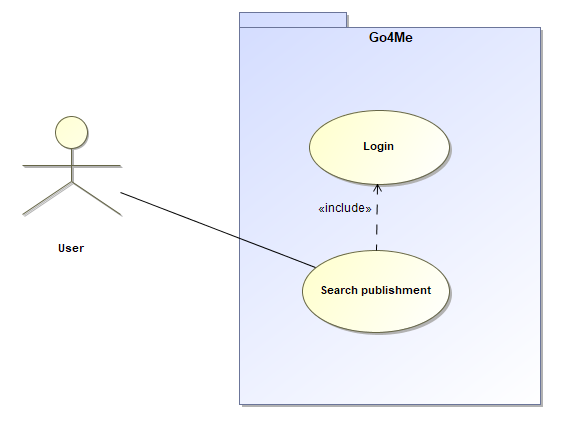 Go4Me
Login
«include»
User
Search publishment